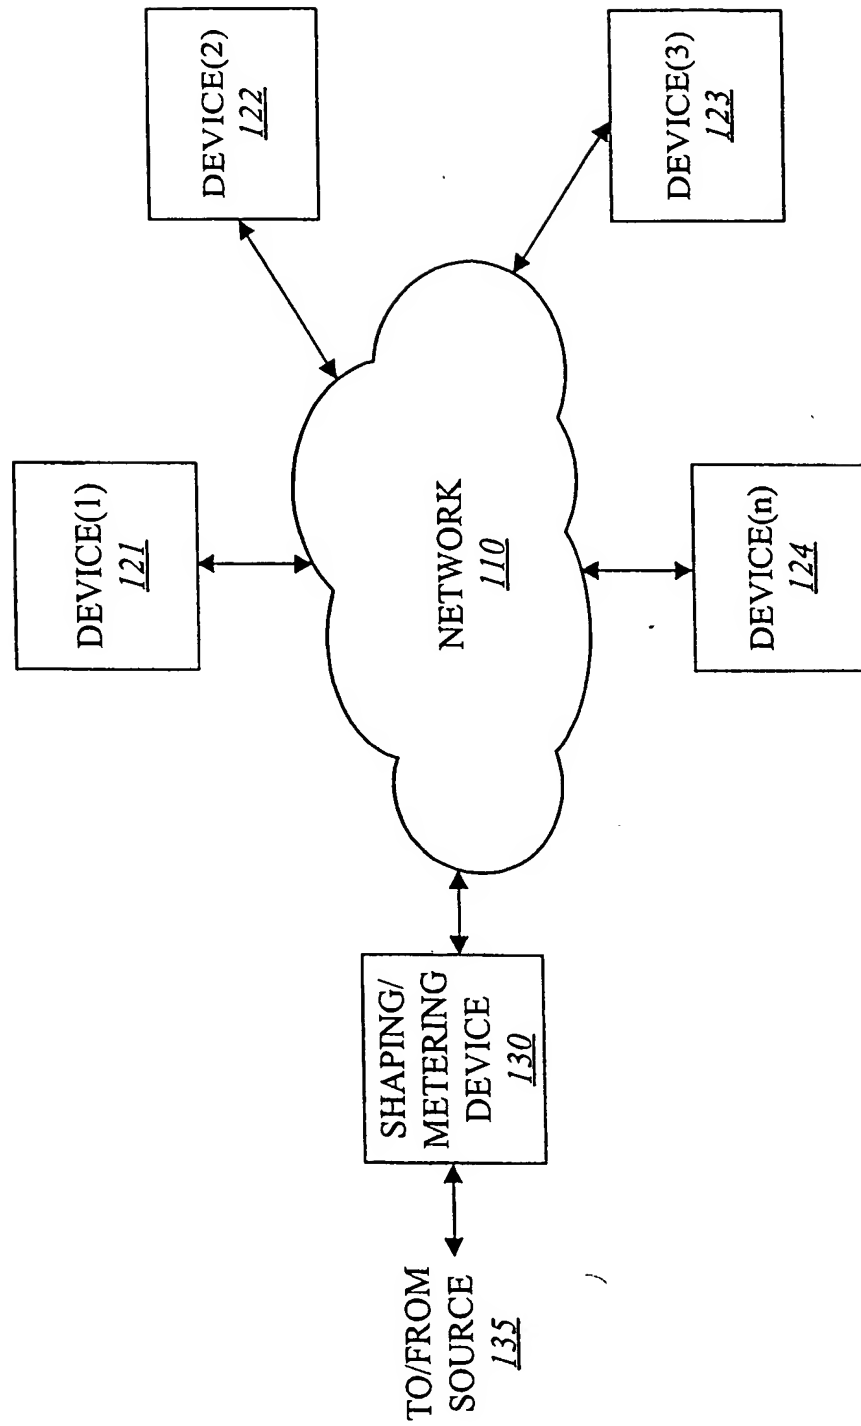 DEVICE(1)
121
DEVICE(2)
122
TO/FROM
SOURCE
135
SHAPING/
METERING
DEVICE
130
NETWORK
110
DEVICE(n)
124
DEVICE(3)
123